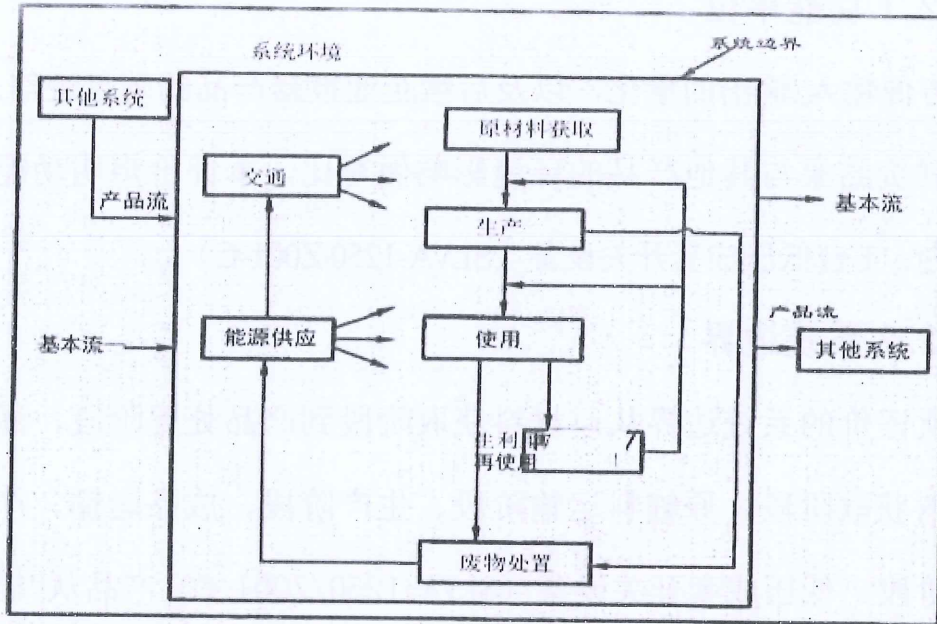 系统环境
系统边界
其他系统
原材料获取
交通
产品流
生产
基本流
产品流
能源供应
使用
其他系统
基本流
再使用
废物处置